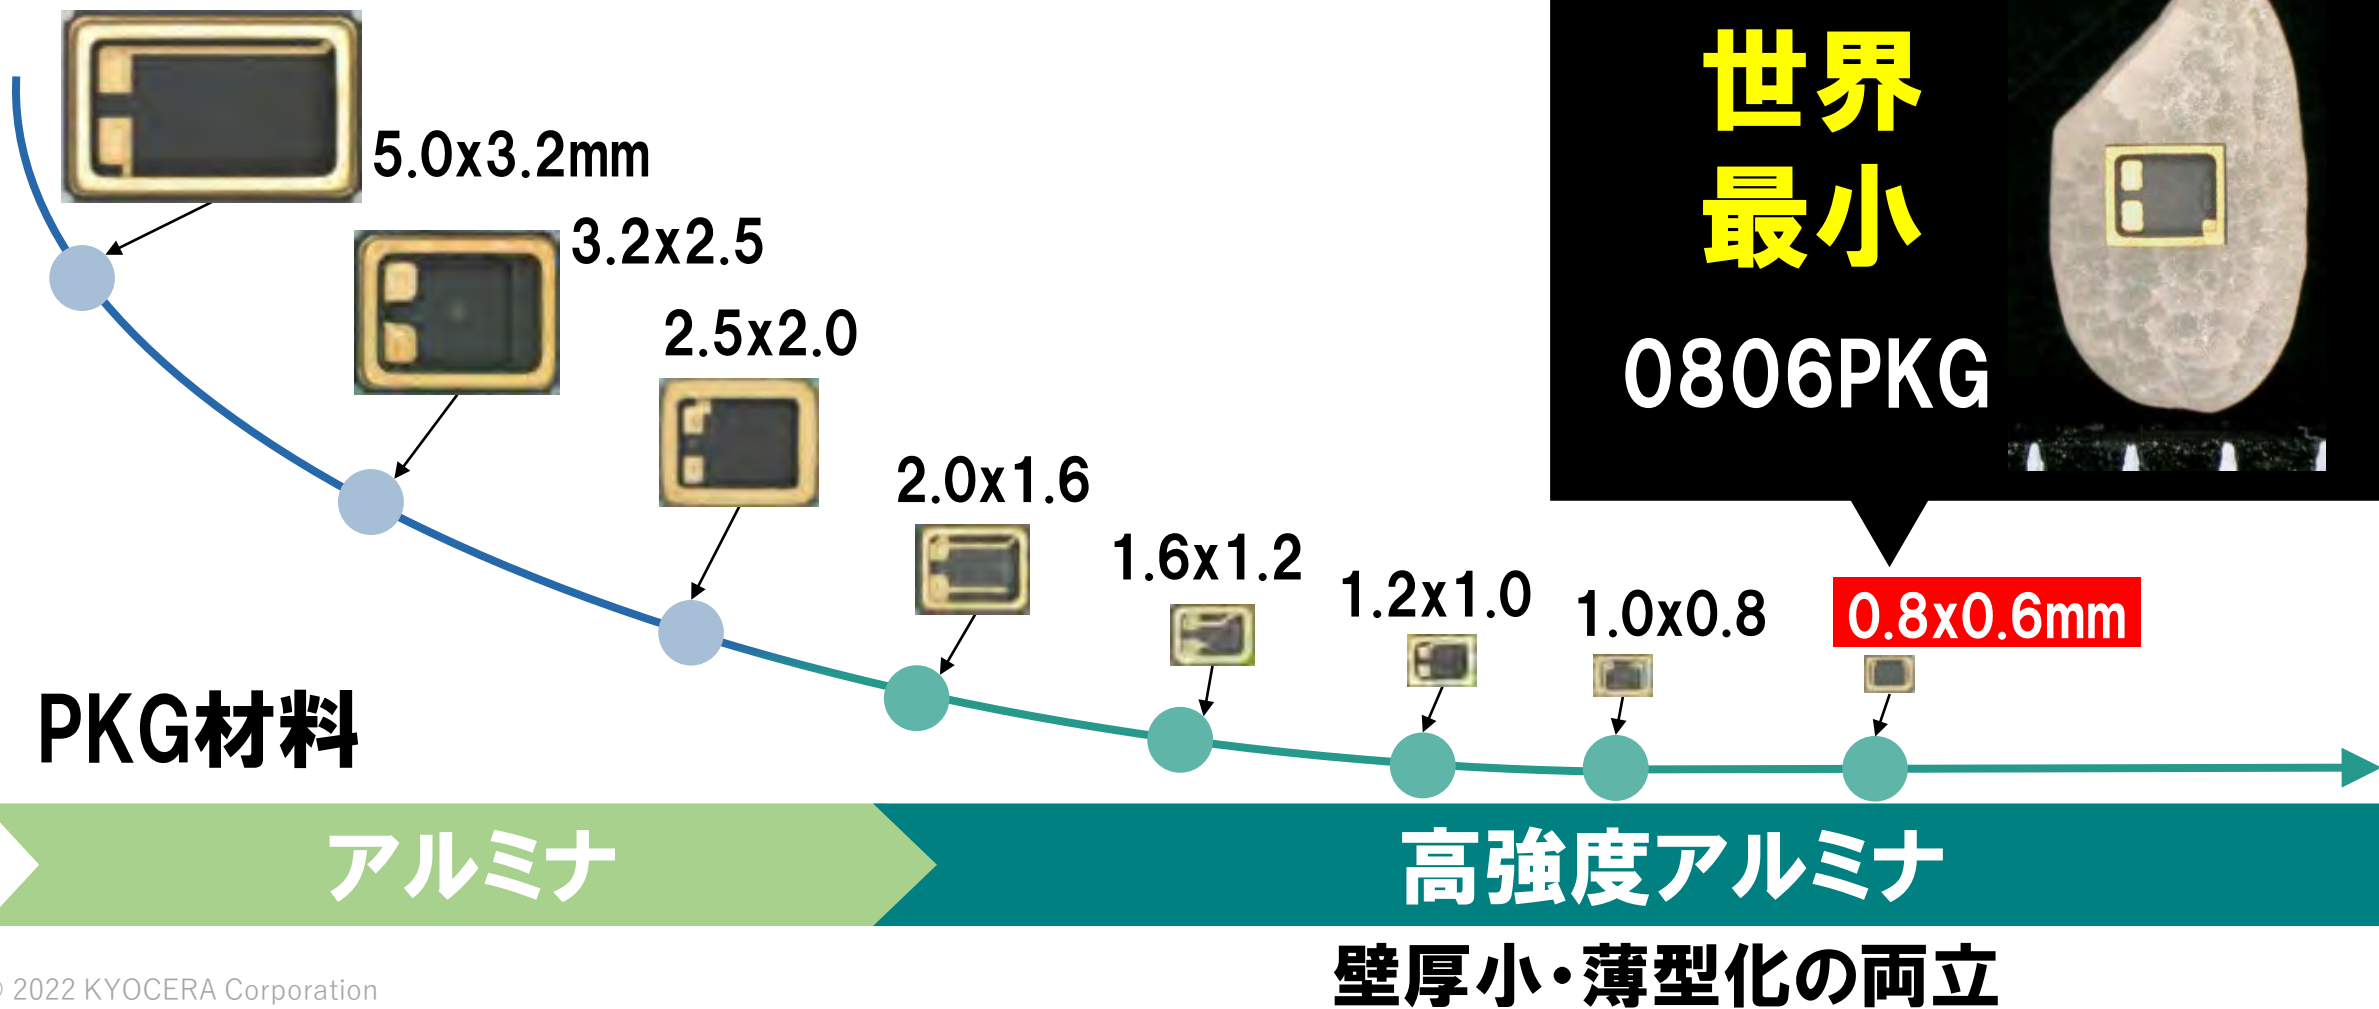 5.0x3.2mm
3.2x2.5
2.5x2.0
2.0x1.6
1.6x1.2
1.2x1.0
1.0x0.8
0.8x0.6mm
世界
最小
0806PKG
PKG材料
アルミナ
高強度アルミナ
壁厚小・薄型化の両立
© 2022 KYOCERA Corporation